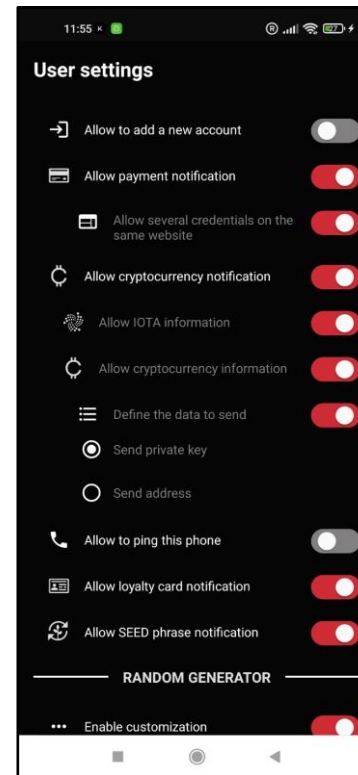 11:55
User settings
Allow to add a new account
Allow payment notification
Allow several credentials on the
same website
Allow cryptocurrency notification
Allow IOTA information
Allow cryptocurrency information
Define the data to send
Send private key
Send address
Allow to ping this phone
Allow loyalty card notification
Allow SEED phrase notification
RANDOM GENERATOR
Enable customization